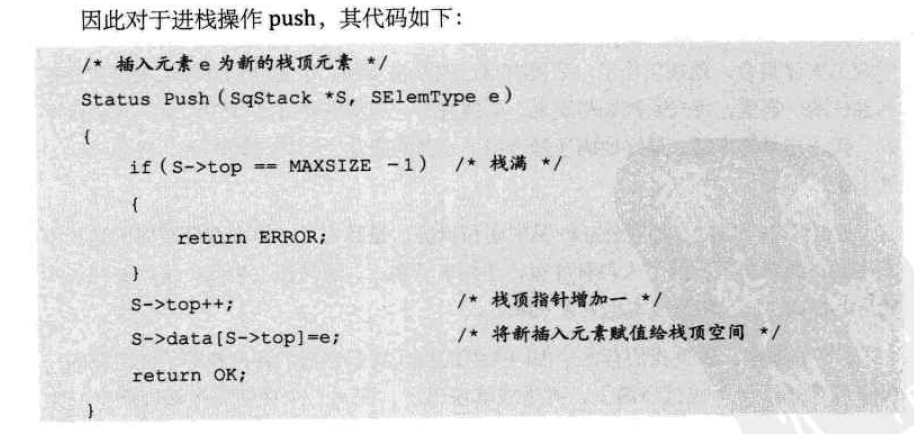 因此对于进栈操作 push，其代码如下：
/* 插入元素 e 为新的栈顶元素 */
Status Push（SqStack *S, SElemType e）
{
if（S->top == MAXSIZE -1） /* 栈满 */
{
return ERROR;
}
S->top++; /* 栈顶指针增加一 */
S->data[S->top]=e; /* 将新插入元素赋值给栈顶空间 */
return OK;
}